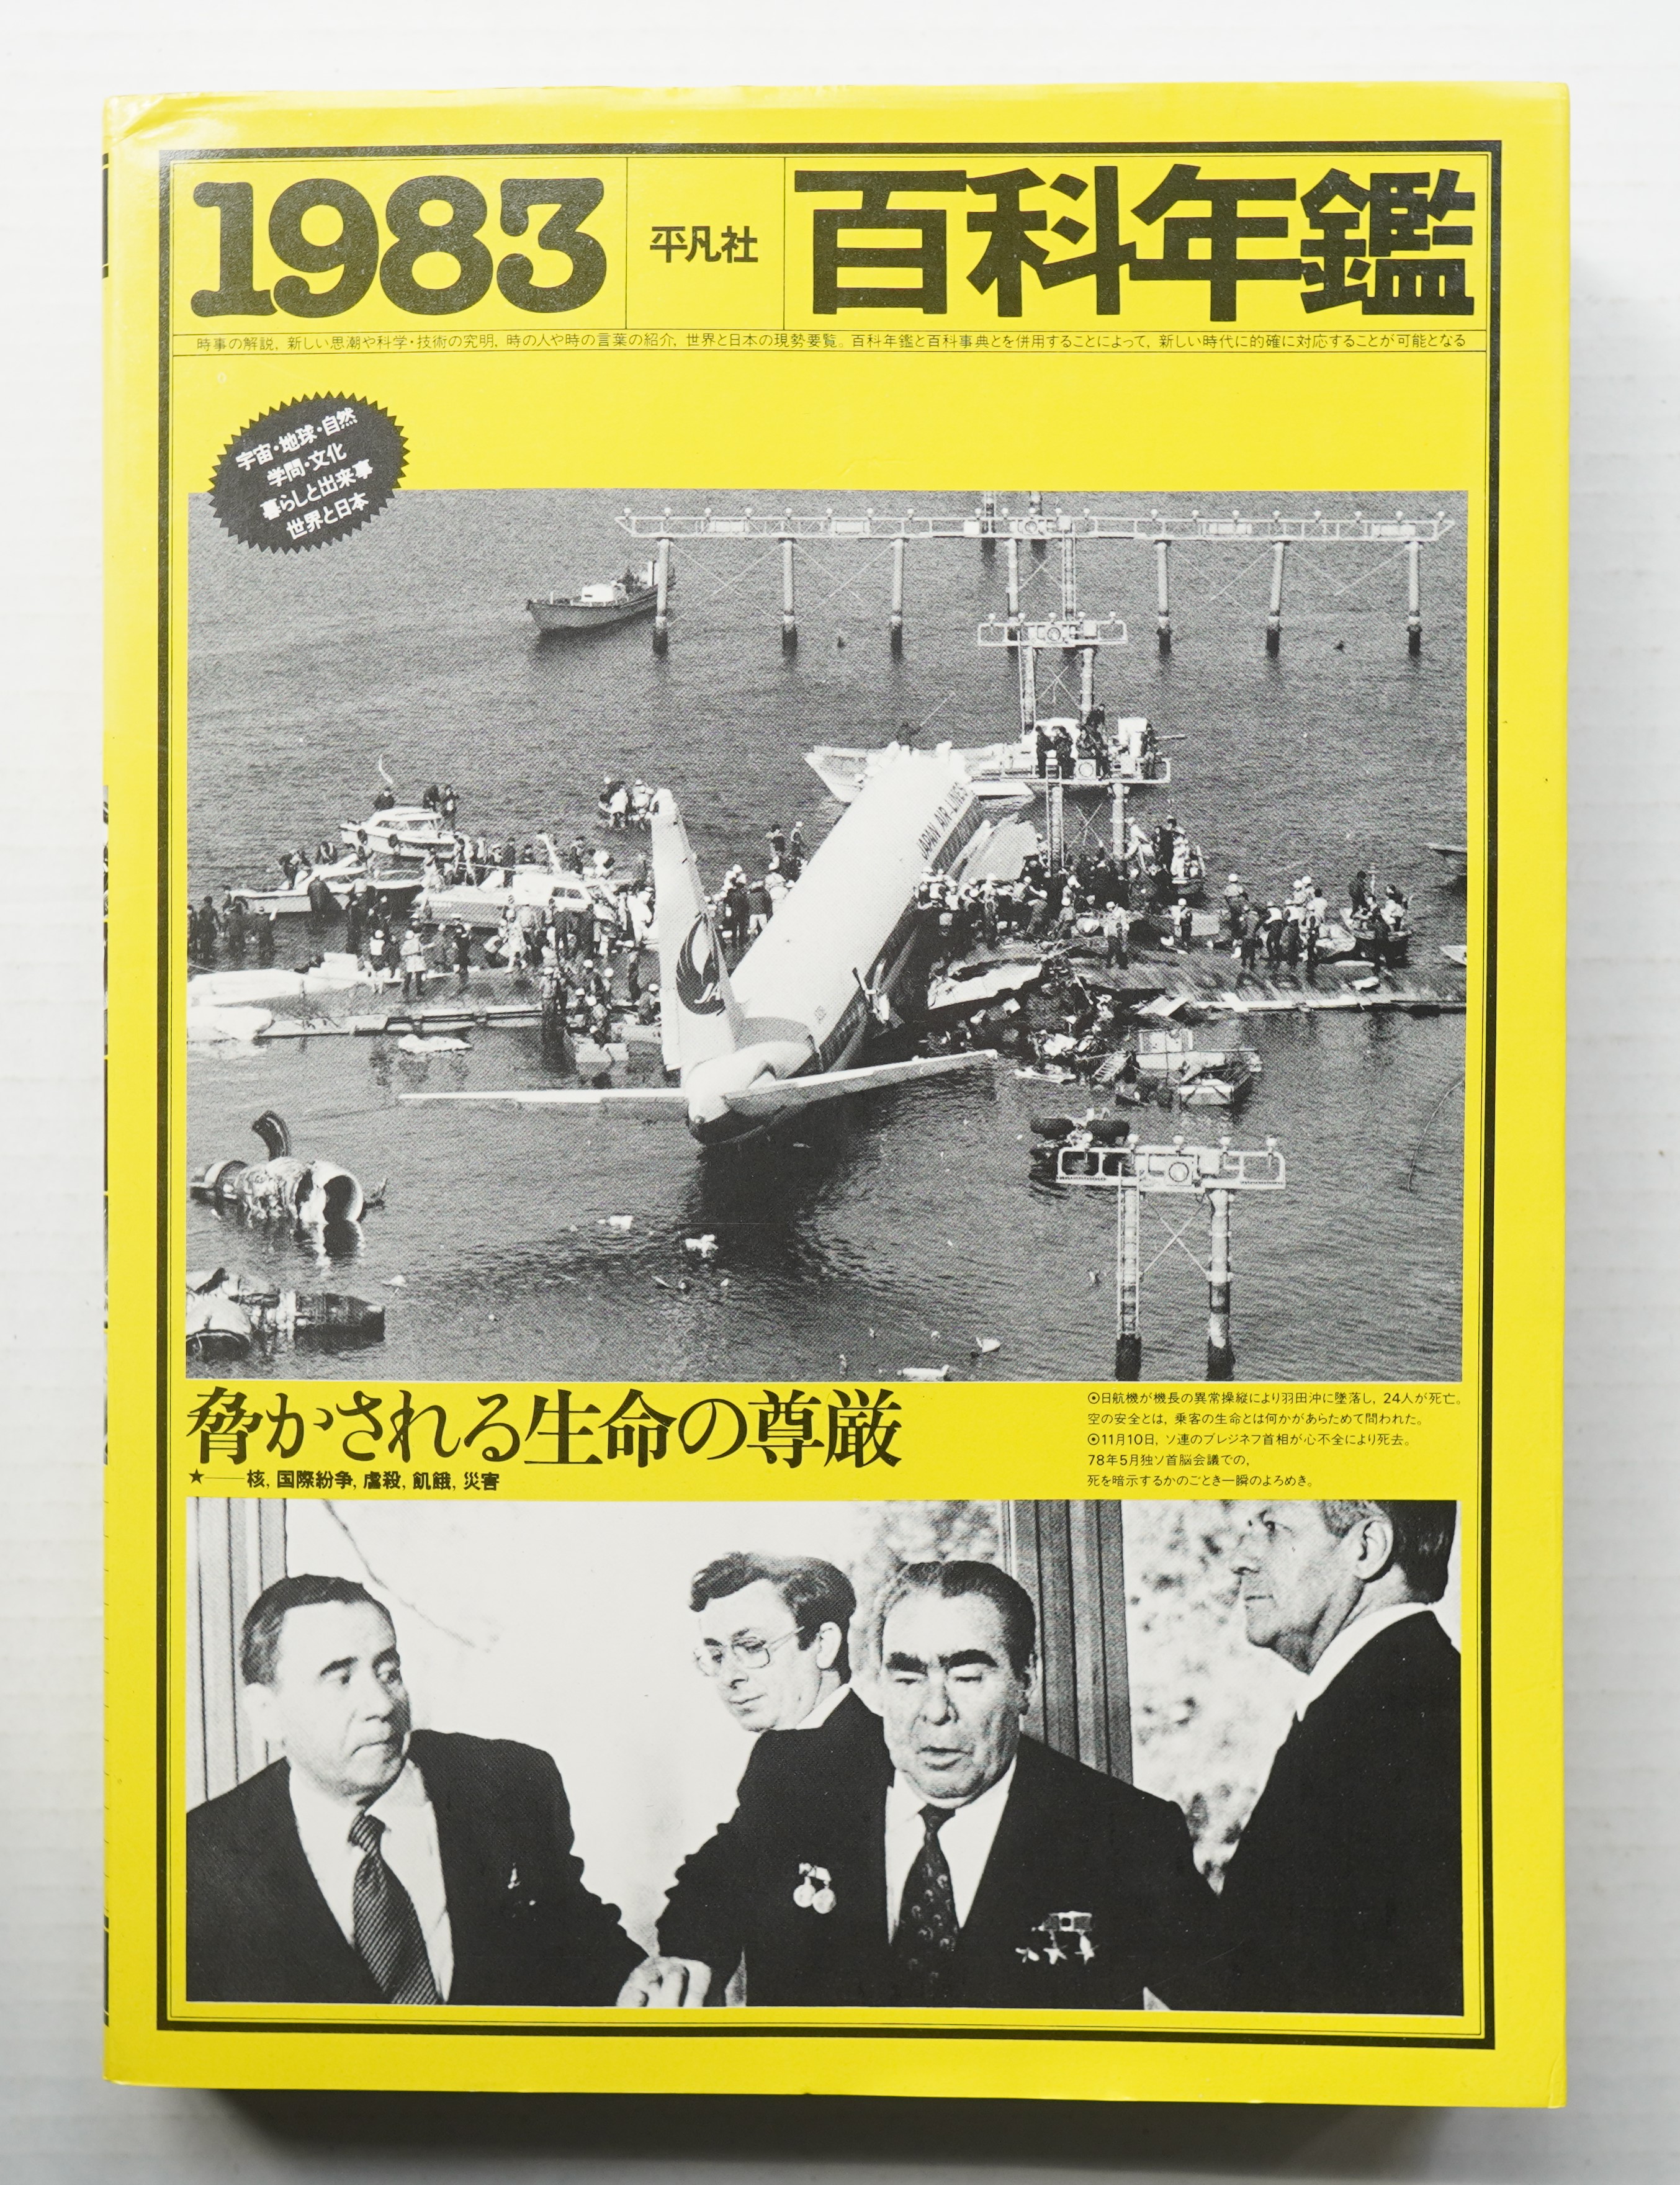 1983
平凡社
百科年鑑
時事の解説, 新しい思潮や科学・技術の究明, 時の人や時の言葉の紹介, 世界と日本の現勢要覧。百科年鑑と百科事典とを併用することによって, 新しい時代に的確に対応することが可能となる
宇宙・地球・自然
学問・文化
暮らしと出来事
世界と日本
JAPAN AIR LINES
脅かされる生命の尊厳
★——核, 国際紛争, 虐殺, 飢餓, 災害
⦿日航機が機長の異常操縦により羽田沖に墜落し, 24人が死亡。
空の安全とは, 乗客の生命とは何かがあらためて問われた。
⦿11月10日, ソ連のブレジネフ首相が心不全により死去。
78年5月独ソ首脳会議での,
死を暗示するかのごとき一瞬のよろめき。